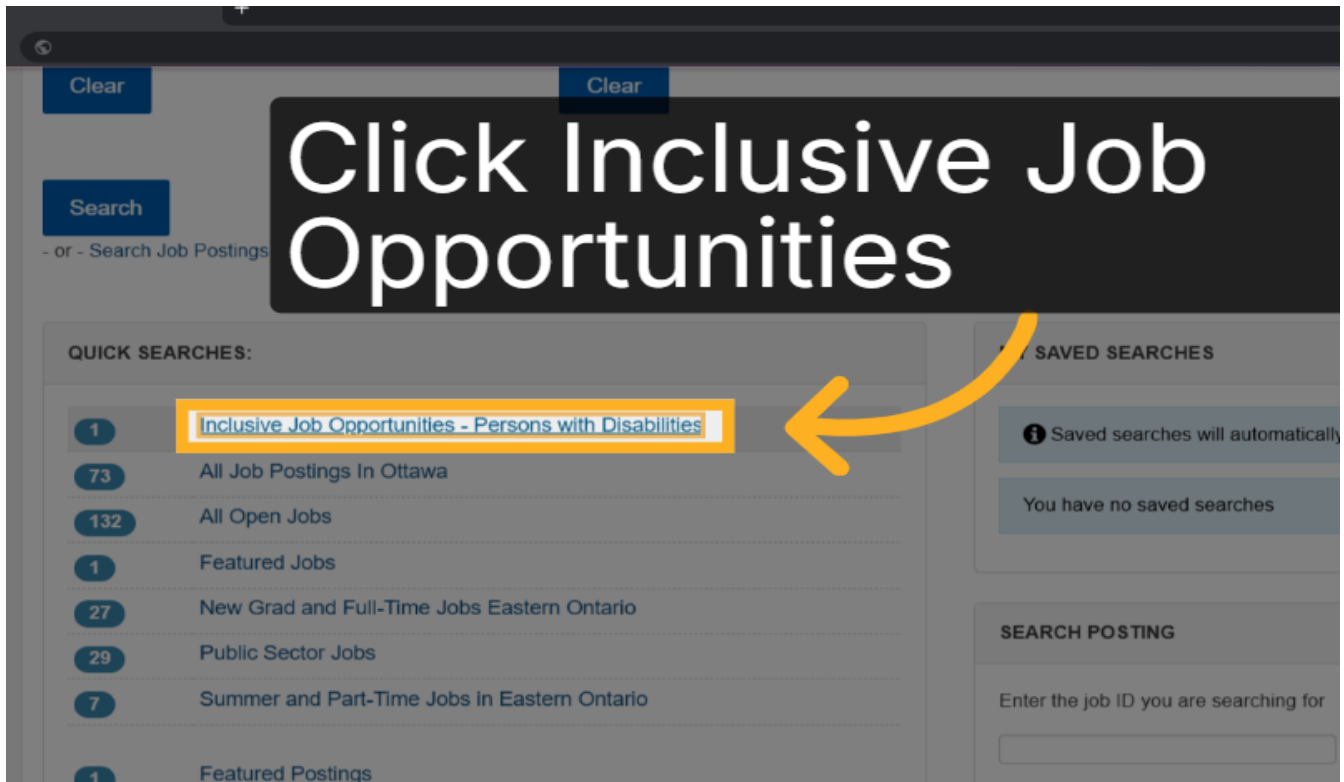 Clear
Clear
Click Inclusive Job
Opportunities
Search
- or - Search Job Postings
QUICK SEARCHES:
1 Inclusive Job Opportunities - Persons with Disabilities
73 All Job Postings In Ottawa
132 All Open Jobs
1 Featured Jobs
27 New Grad and Full-Time Jobs Eastern Ontario
29 Public Sector Jobs
7 Summer and Part-Time Jobs in Eastern Ontario
1 Featured Postings
SAVED SEARCHES
Saved searches will automatically
You have no saved searches
SEARCH POSTING
Enter the job ID you are searching for